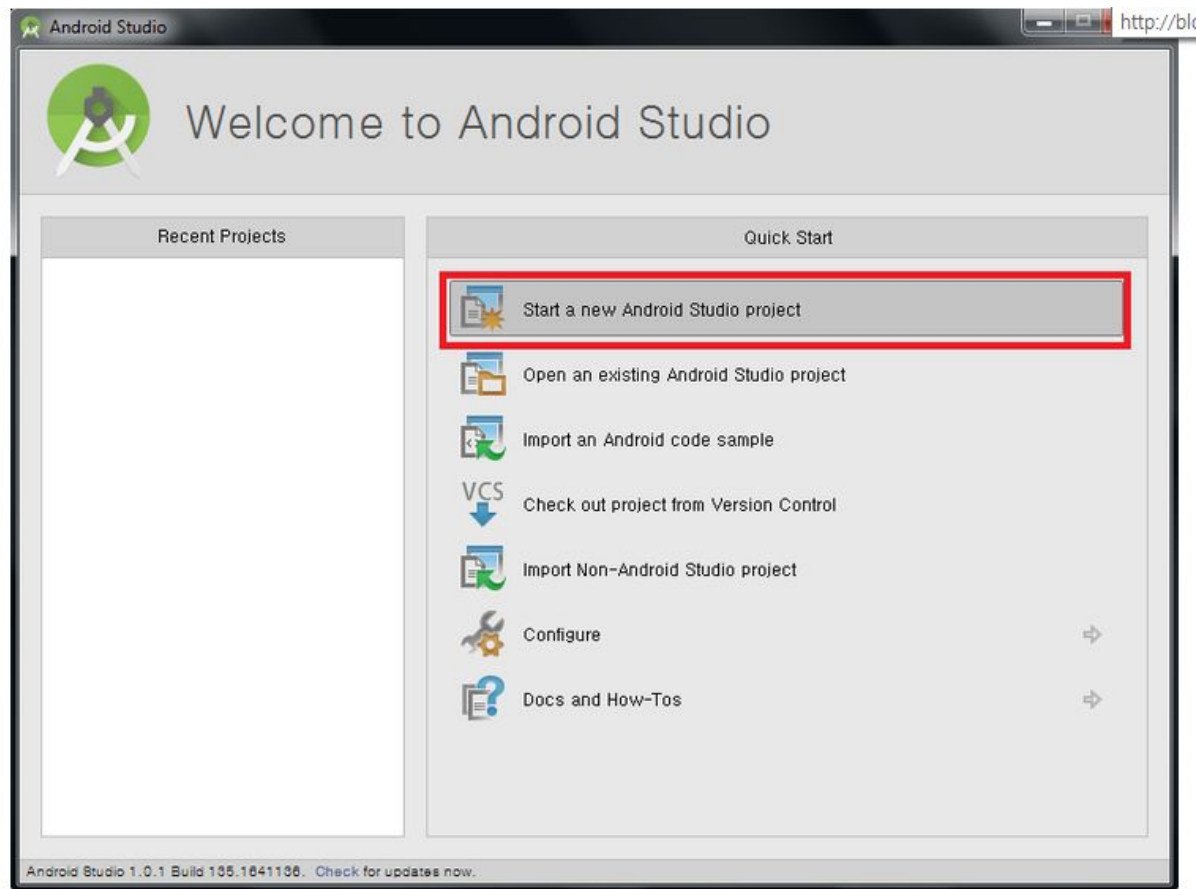 Android Studio
http://blo
Welcome to Android Studio
Recent Projects
Quick Start
Start a new Android Studio project
Open an existing Android Studio project
Import an Android code sample
VCS
Check out project from Version Control
Import Non-Android Studio project
Configure
Docs and How-Tos
Android Studio 1.0.1 Build 135.1641136. Check for updates now.